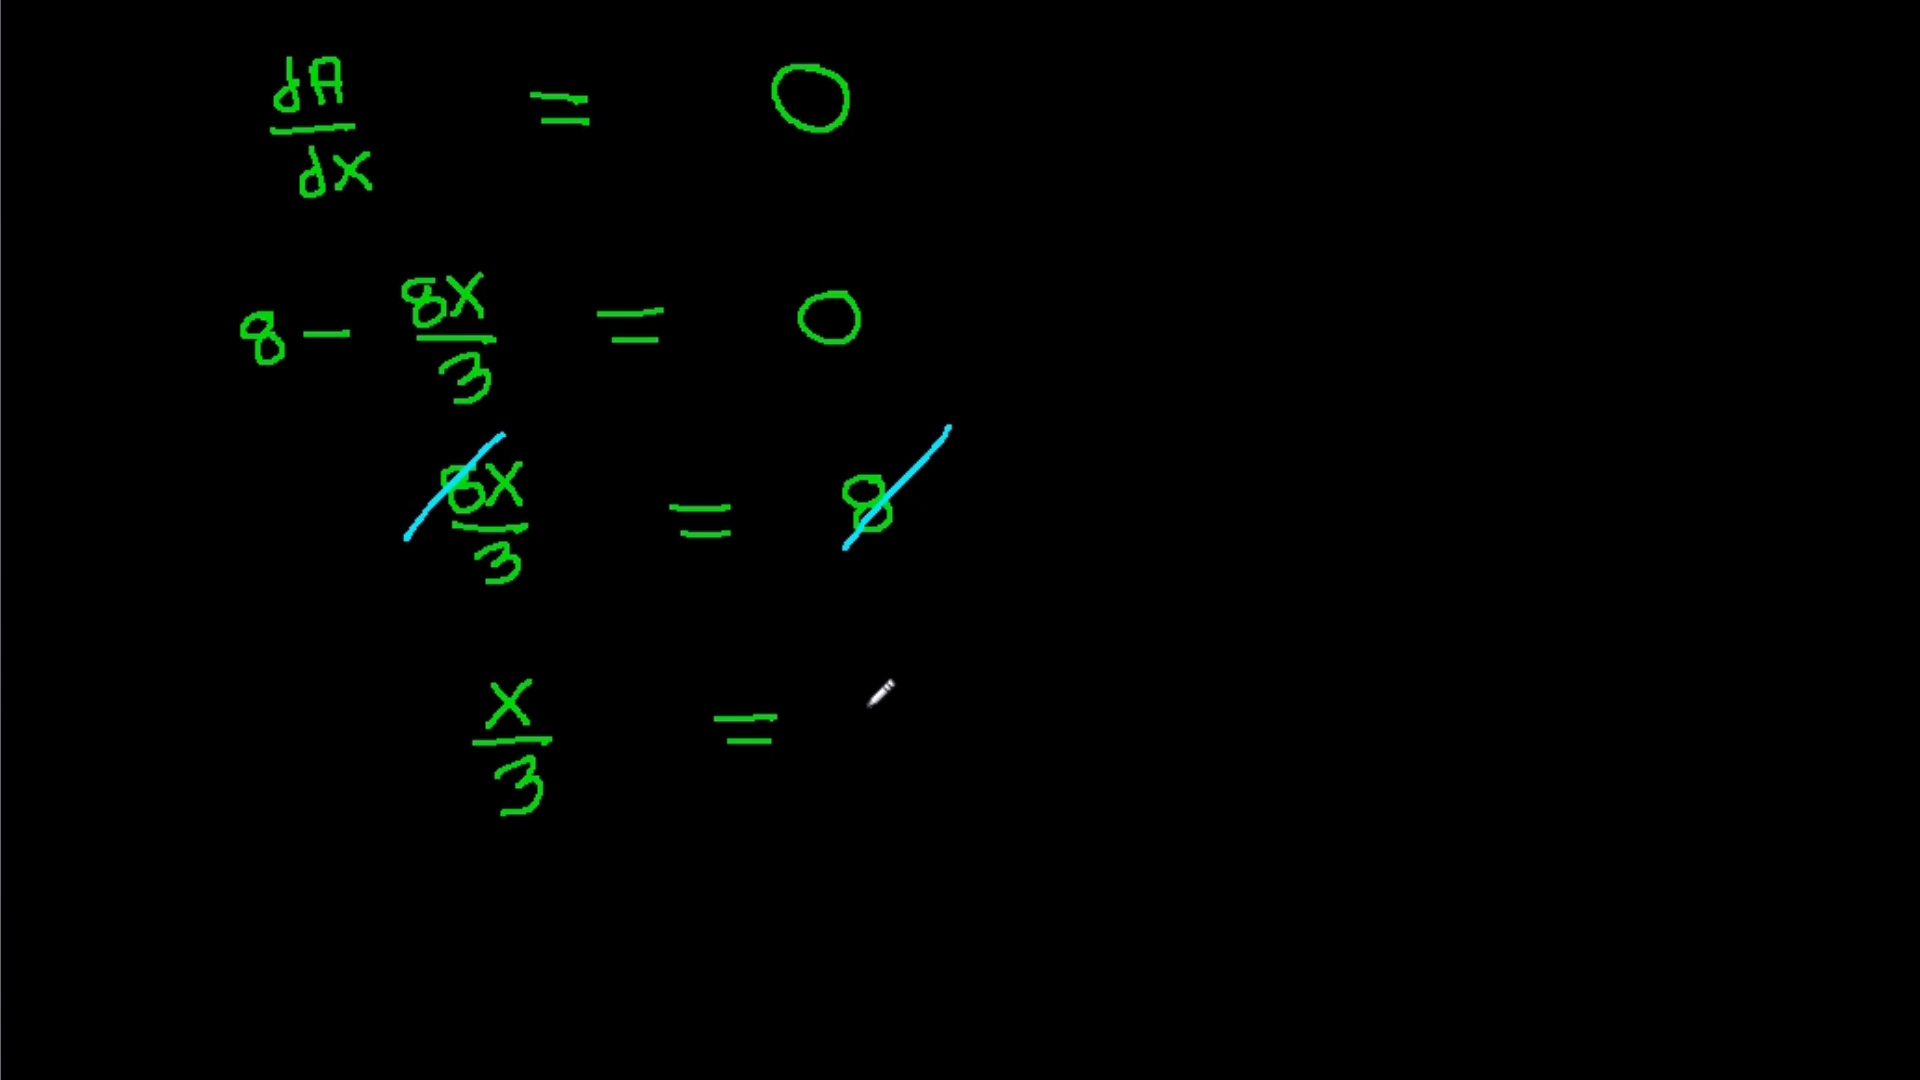 dA/dX = 0
8 - 8X/3 = 0
8X/3 = 8
X/3 =